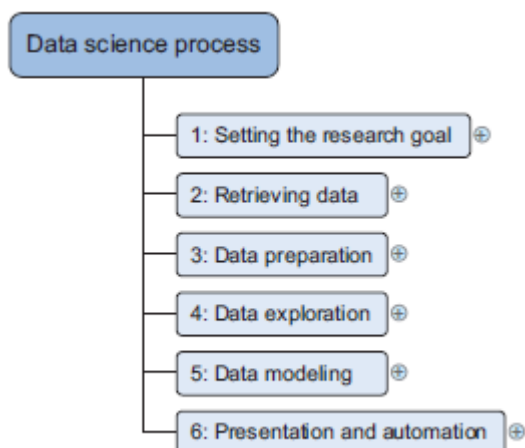 Data science process
1: Setting the research goal
2: Retrieving data
3: Data preparation
4: Data exploration
5: Data modeling
6: Presentation and automation